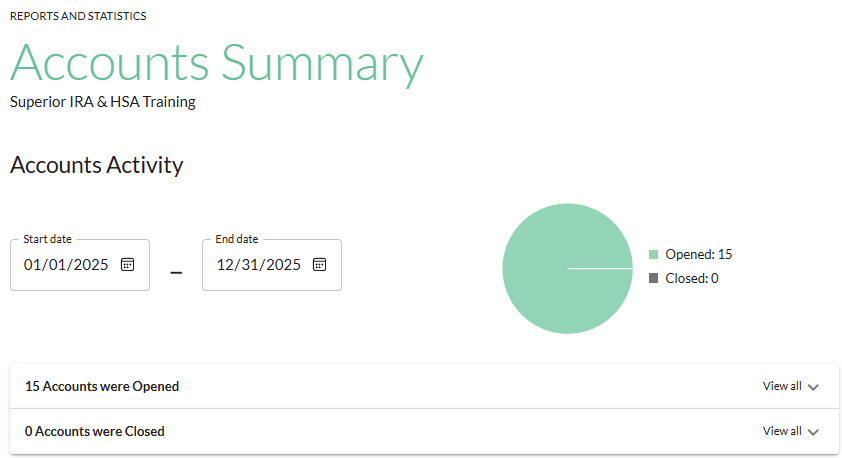 REPORTS AND STATISTICS
Accounts Summary
Superior IRA & HSA Training
Accounts Activity
Start date
01/01/2025
–
End date
12/31/2025
Opened: 15
Closed: 0
15 Accounts were Opened
View all
0 Accounts were Closed
View all